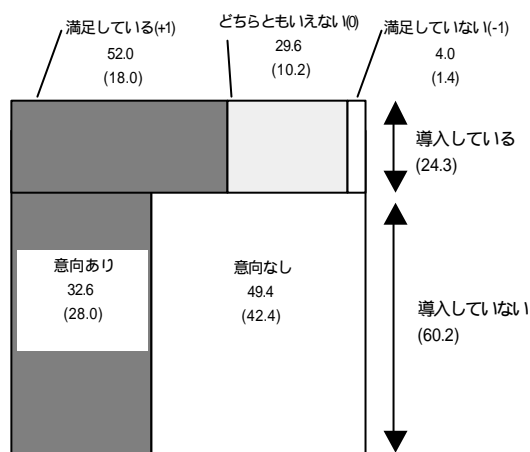 満足している(+1)
52.0
(18.0)
どちらともいえない(0)
29.6
(10.2)
満足していない(-1)
4.0
(1.4)
導入している
(24.3)
意向あり
32.6
(28.0)
意向なし
49.4
(42.4)
導入していない
(60.2)